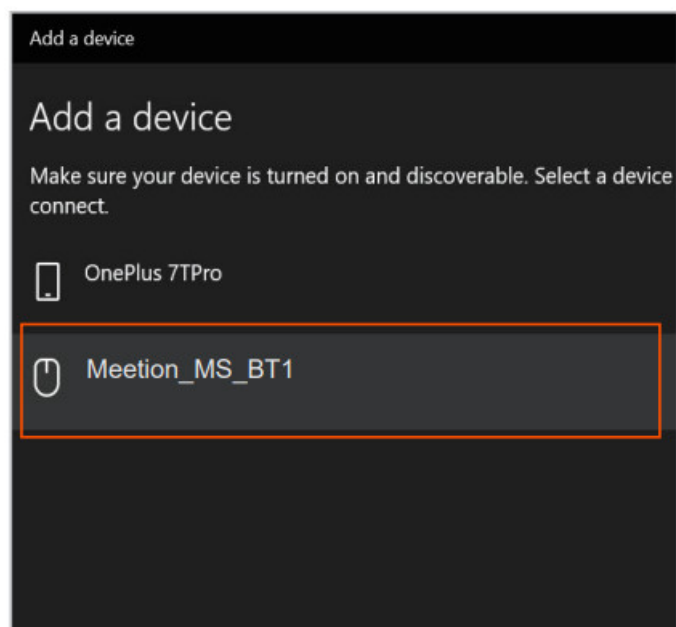 Add a device
Add a device
Make sure your device is turned on and discoverable. Select a device
connect.
OnePlus 7TPro
Meetion_MS_BT1